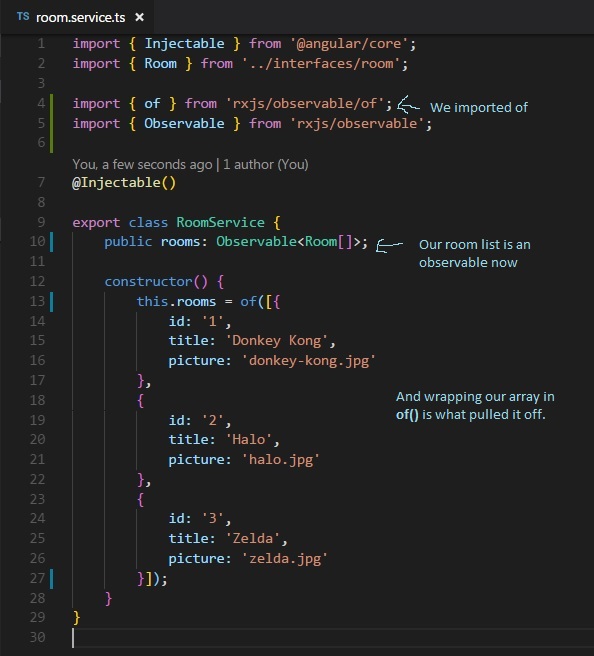 TS room.service.ts ×
1 import { Injectable } from '@angular/core';
2 import { Room } from '../interfaces/room';
3
4 import { of } from 'rxjs/observable/of'; We imported of
5 import { Observable } from 'rxjs/observable';
6
You, a few seconds ago | 1 author (You)
7 @Injectable()
8
9 export class RoomService {
10 public rooms: Observable<Room[]>; Our room list is an
observable now
11
12 constructor() {
13 this.rooms = of([{
14 id: '1',
15 title: 'Donkey Kong',
16 picture: 'donkey-kong.jpg'
17 },
18 { And wrapping our array in
19 id: '2', of() is what pulled it off.
20 title: 'Halo',
21 picture: 'halo.jpg'
22 },
23 {
24 id: '3',
25 title: 'Zelda',
26 picture: 'zelda.jpg'
27 }]);
28 }
29 }
30